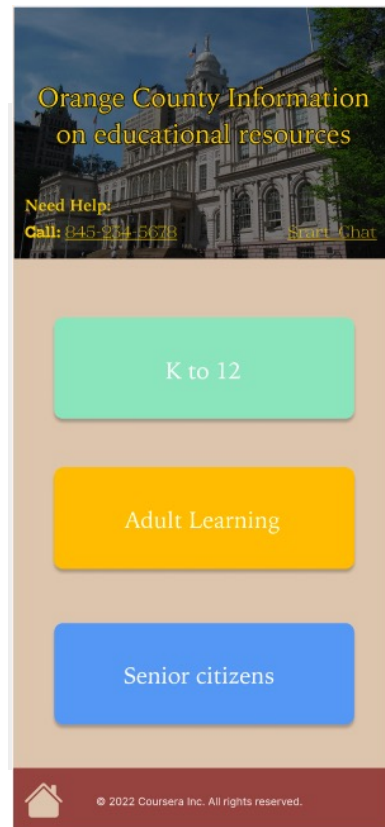 Orange County Information
on educational resources
Need Help:
Call: 845-234-5678
Start Chat
K to 12
Adult Learning
Senior citizens
© 2022 Coursera Inc. All rights reserved.